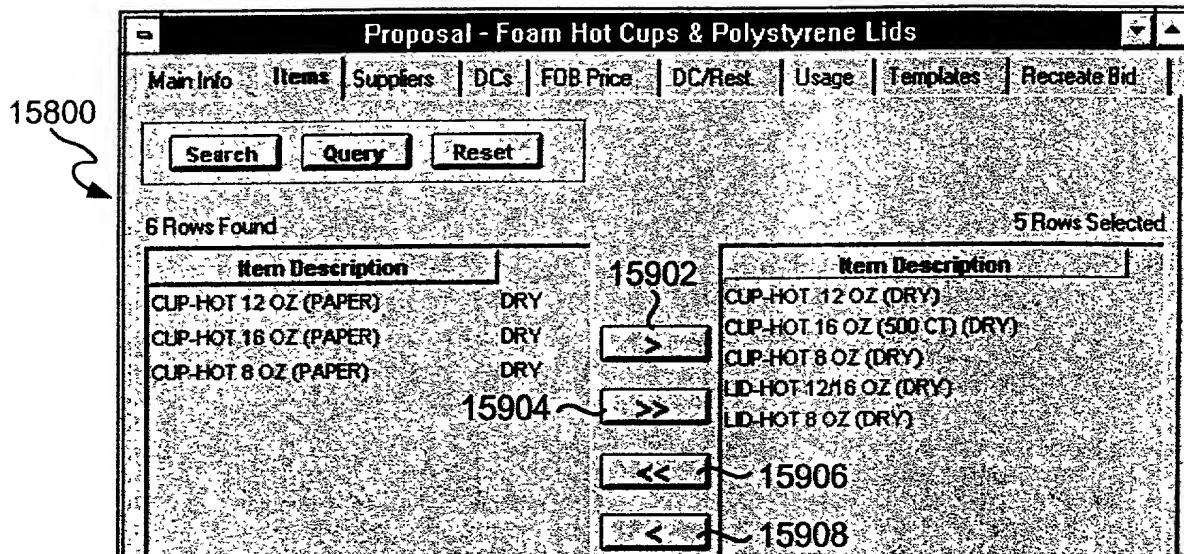 Proposal - Foam Hot Cups & Polystyrene Lids
Main Info Items Suppliers DCs FOB Price DC/Rest. Usage Templates Recreate Bid
15800
Search Query Reset
6 Rows Found 5 Rows Selected
Item Description 15902 Item Description
CUP-HOT 12 OZ (PAPER) DRY CUP-HOT 12 OZ (DRY)
CUP-HOT 16 OZ (PAPER) DRY > CUP-HOT 16 OZ (500 CT) (DRY)
CUP-HOT 8 OZ (PAPER) DRY CUP-HOT 8 OZ (DRY)
LID-HOT 12/16 OZ (DRY)
15904 >> LID-HOT 8 OZ (DRY)
<< 15906
< 15908